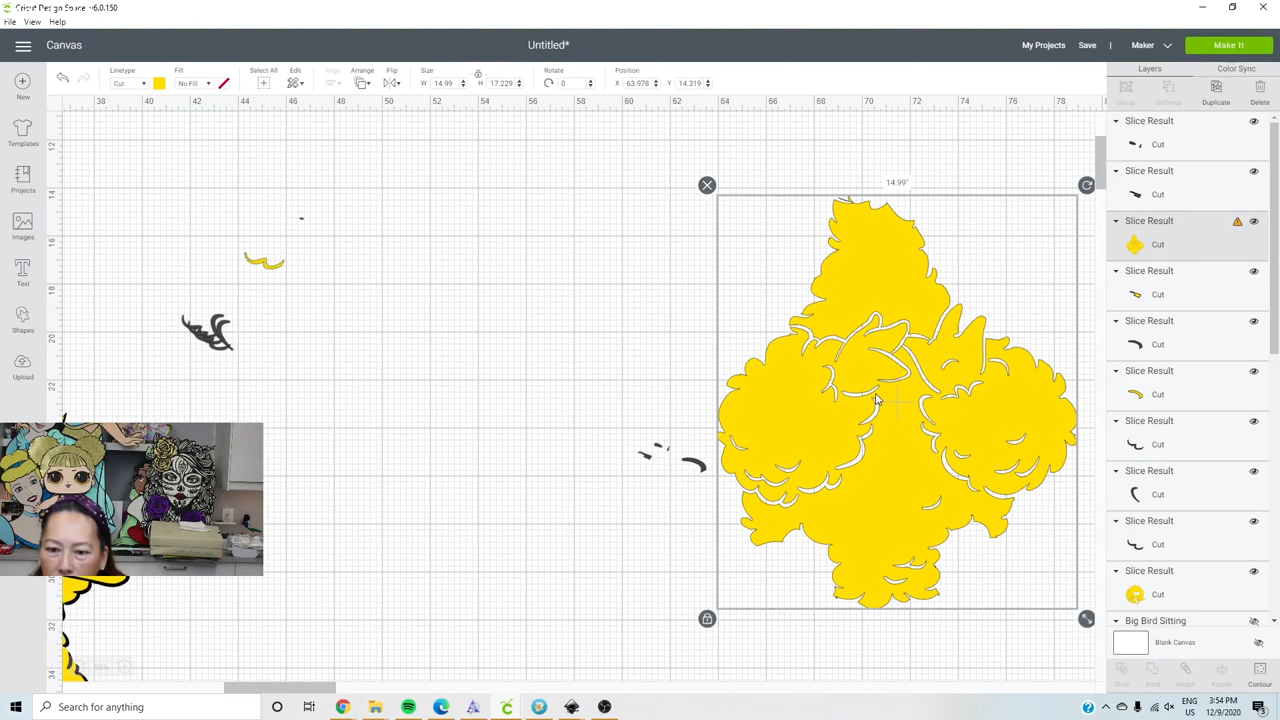 Cricut Design Space v6.0.150
File View Help
Canvas
Untitled*
My Projects Save | Maker Make It
Linetype Fill Select All Edit Align Arrange Flip Size Rotate Position
Cut No Fill W 14.99 H 17.229 0 X 63.978 Y 14.319
Layers Color Sync
Group UnGroup Duplicate Delete
38 40 42 44 46 48 50 52 54 56 58 60 62 64 66 68 70 72 74 76 78 8
12
14
16
18
20
22
30
32
34
New
Templates
Projects
Images
Text
Shapes
Upload
14.99"
Slice Result
Cut
Slice Result
Cut
Slice Result
Cut
Slice Result
Cut
Slice Result
Cut
Slice Result
Cut
Slice Result
Cut
Slice Result
Cut
Slice Result
Cut
Slice Result
Cut
Big Bird Sitting
Blank Canvas
Slice Weld Attach Flatten Contour
Search for anything
ENG
US
3:54 PM
12/9/2020